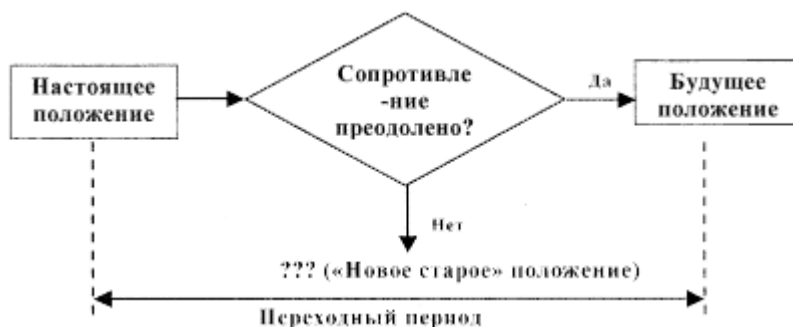 Настоящее
положение
Сопротивле
-ние
преодолено?
Да
Будущее
положение
Нет
??? («Новое старое» положение)
Переходный период